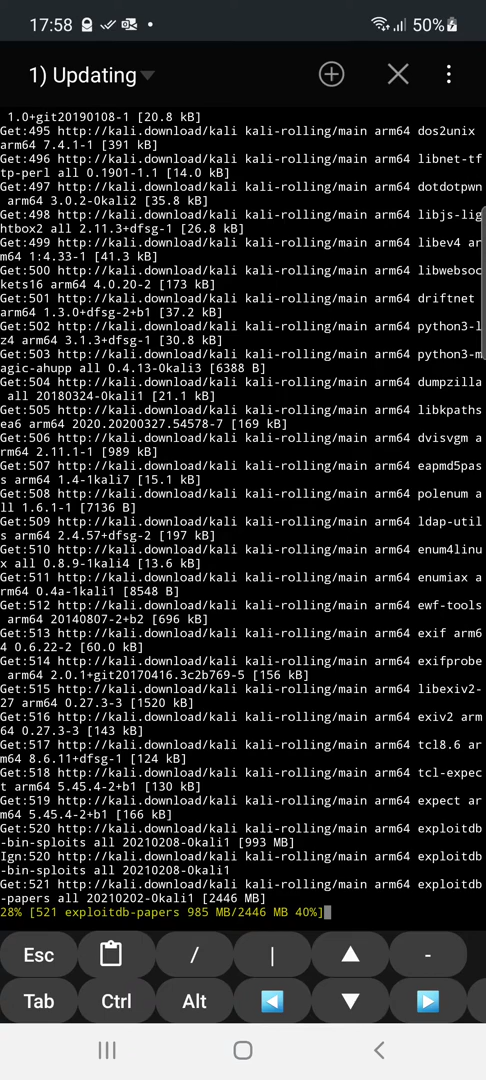 17:58 50%
1) Updating
1.0+git20190108-1 [20.8 kB]
Get:495 http://kali.download/kali kali-rolling/main arm64 dos2unix
arm64 7.4.1-1 [391 kB]
Get:496 http://kali.download/kali kali-rolling/main arm64 libnet-tf
tp-perl all 0.1901-1.1 [14.0 kB]
Get:497 http://kali.download/kali kali-rolling/main arm64 dotdotpwn
arm64 3.0.2-0kali2 [35.8 kB]
Get:498 http://kali.download/kali kali-rolling/main arm64 libjs-lig
htbox2 all 2.11.3+dfsg-1 [26.8 kB]
Get:499 http://kali.download/kali kali-rolling/main arm64 libev4 ar
m64 1:4.33-1 [41.3 kB]
Get:500 http://kali.download/kali kali-rolling/main arm64 libwebsoc
kets16 arm64 4.0.20-2 [173 kB]
Get:501 http://kali.download/kali kali-rolling/main arm64 driftnet
arm64 1.3.0+dfsg-2+b1 [37.2 kB]
Get:502 http://kali.download/kali kali-rolling/main arm64 python3-l
z4 arm64 3.1.3+dfsg-1 [30.8 kB]
Get:503 http://kali.download/kali kali-rolling/main arm64 python3-m
agic-ahupp all 0.4.13-0kali3 [6388 B]
Get:504 http://kali.download/kali kali-rolling/main arm64 dumpzilla
all 20180324-0kali1 [21.1 kB]
Get:505 http://kali.download/kali kali-rolling/main arm64 libkpaths
ea6 arm64 2020.20200327.54578-7 [169 kB]
Get:506 http://kali.download/kali kali-rolling/main arm64 dvisvgm a
rm64 2.11.1-1 [989 kB]
Get:507 http://kali.download/kali kali-rolling/main arm64 eapmd5pas
s arm64 1.4-1kali7 [15.1 kB]
Get:508 http://kali.download/kali kali-rolling/main arm64 polenum a
ll 1.6.1-1 [7136 B]
Get:509 http://kali.download/kali kali-rolling/main arm64 ldap-util
s arm64 2.4.57+dfsg-2 [197 kB]
Get:510 http://kali.download/kali kali-rolling/main arm64 enum4linu
x all 0.8.9-1kali4 [13.6 kB]
Get:511 http://kali.download/kali kali-rolling/main arm64 enumiax a
rm64 0.4a-1kali1 [8548 B]
Get:512 http://kali.download/kali kali-rolling/main arm64 ewf-tools
arm64 20140807-2+b2 [696 kB]
Get:513 http://kali.download/kali kali-rolling/main arm64 exif arm6
4 0.6.22-2 [60.0 kB]
Get:514 http://kali.download/kali kali-rolling/main arm64 exifprobe
arm64 2.0.1+git20170416.3c2b769-5 [156 kB]
Get:515 http://kali.download/kali kali-rolling/main arm64 libexiv2-
27 arm64 0.27.3-3 [1520 kB]
Get:516 http://kali.download/kali kali-rolling/main arm64 exiv2 arm
64 0.27.3-3 [143 kB]
Get:517 http://kali.download/kali kali-rolling/main arm64 tcl8.6 ar
m64 8.6.11+dfsg-1 [124 kB]
Get:518 http://kali.download/kali kali-rolling/main arm64 tcl-expec
t arm64 5.45.4-2+b1 [130 kB]
Get:519 http://kali.download/kali kali-rolling/main arm64 expect ar
m64 5.45.4-2+b1 [166 kB]
Get:520 http://kali.download/kali kali-rolling/main arm64 exploitdb
-bin-sploits all 20210208-0kali1 [993 MB]
Ign:520 http://kali.download/kali kali-rolling/main arm64 exploitdb
-bin-sploits all 20210208-0kali1
Get:521 http://kali.download/kali kali-rolling/main arm64 exploitdb
-papers all 20210202-0kali1 [2446 MB]
28% [521 exploitdb-papers 985 MB/2446 MB 40%]
Esc / | -
Tab Ctrl Alt